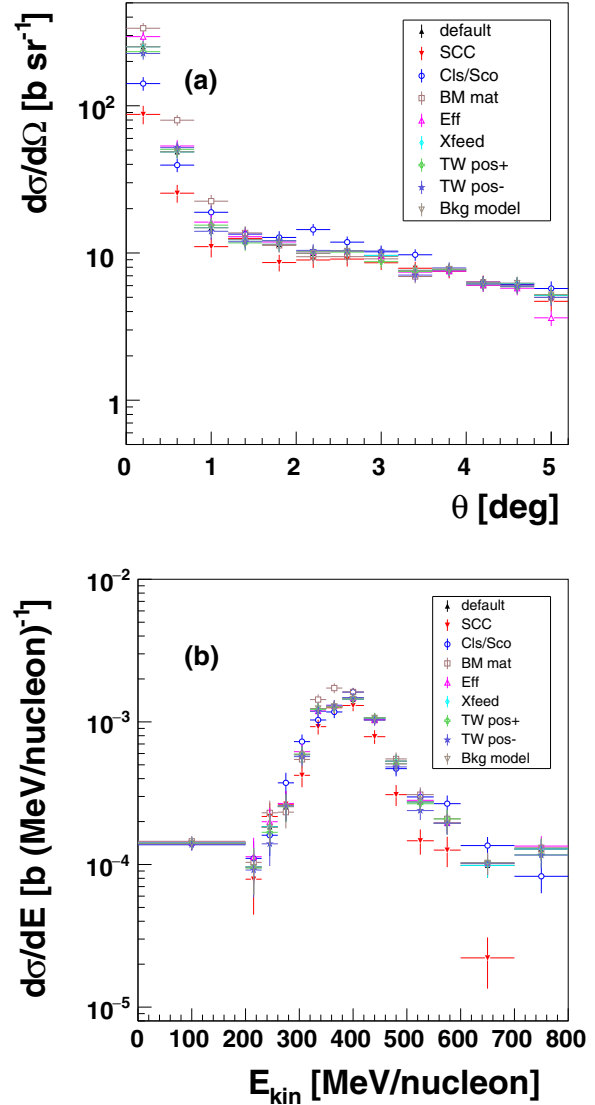 (a)
dσ/dΩ [b sr⁻¹]
10²
10
1
default
SCC
Cls/Sco
BM mat
Eff
Xfeed
TW pos+
TW pos-
Bkg model
0 1 2 3 4 5
θ [deg]
(b)
dσ/dE [b (MeV/nucleon)⁻¹]
10⁻²
10⁻³
10⁻⁴
10⁻⁵
default
SCC
Cls/Sco
BM mat
Eff
Xfeed
TW pos+
TW pos-
Bkg model
0 100 200 300 400 500 600 700 800
E_kin [MeV/nucleon]